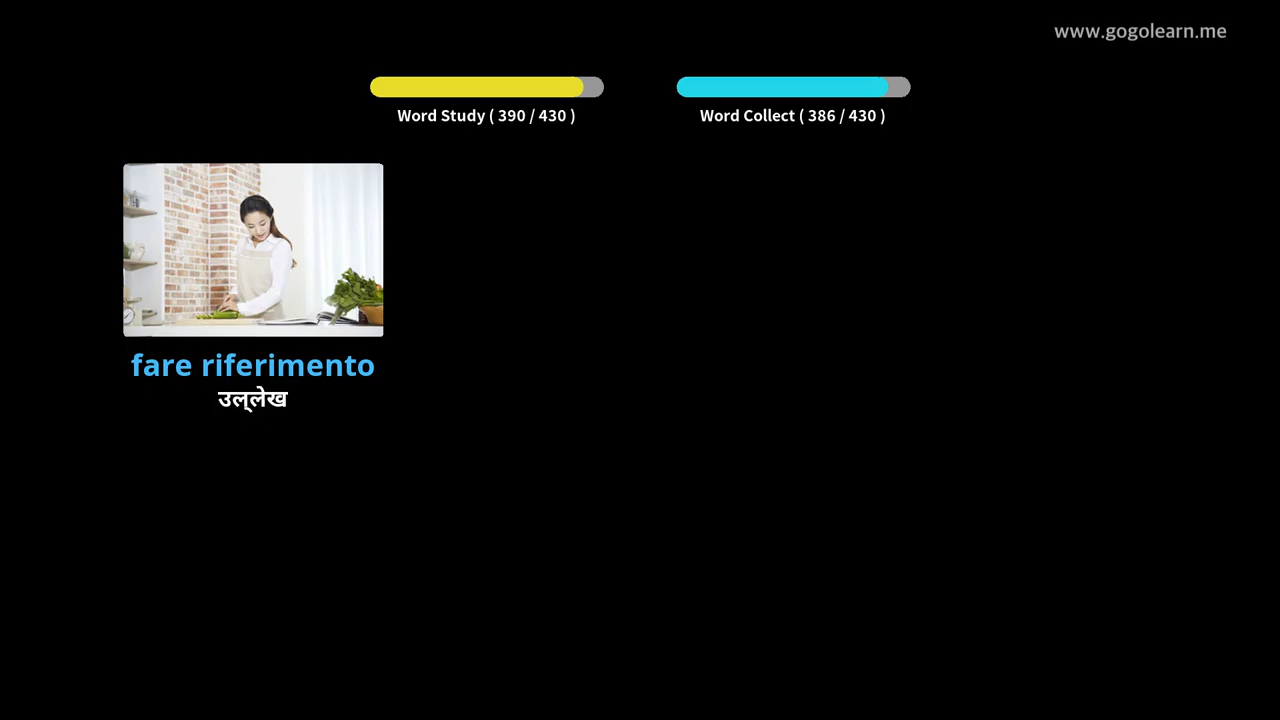 www.gogolearn.me
Word Study ( 390 / 430 )
Word Collect ( 386 / 430 )
fare riferimento
उल्लेख